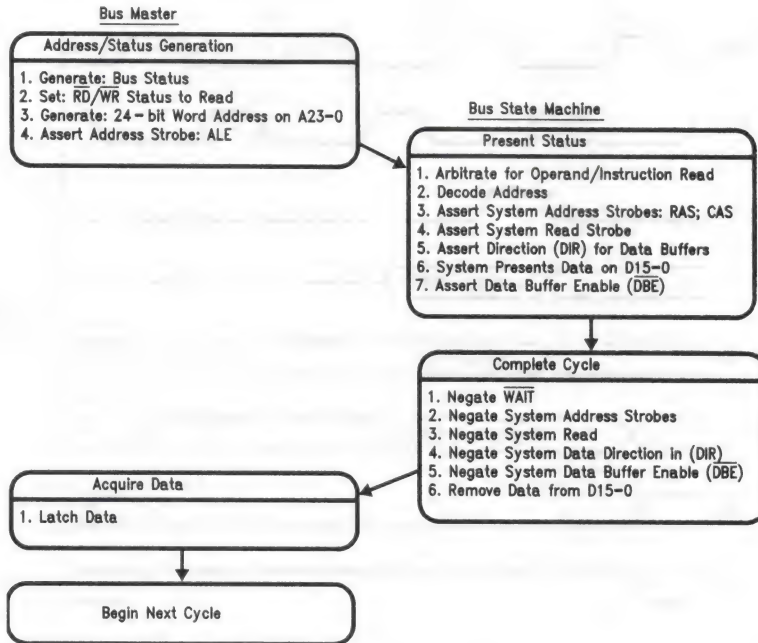 Bus Master
Address/Status Generation
1. Generate: Bus Status
2. Set: R̅D̅/W̅R̅ Status to Read
3. Generate: 24-bit Word Address on A23-0
4. Assert Address Strobe: ALE
Bus State Machine
Present Status
1. Arbitrate for Operand/Instruction Read
2. Decode Address
3. Assert System Address Strobes: RAS; CAS
4. Assert System Read Strobe
5. Assert Direction (DIR) for Data Buffers
6. System Presents Data on D15-0
7. Assert Data Buffer Enable (D̅B̅E̅)
Complete Cycle
1. Negate W̅A̅I̅T̅
2. Negate System Address Strobes
3. Negate System Read
4. Negate System Data Direction in (DIR)
5. Negate System Data Buffer Enable (D̅B̅E̅)
6. Remove Data from D15-0
Acquire Data
1. Latch Data
Begin Next Cycle